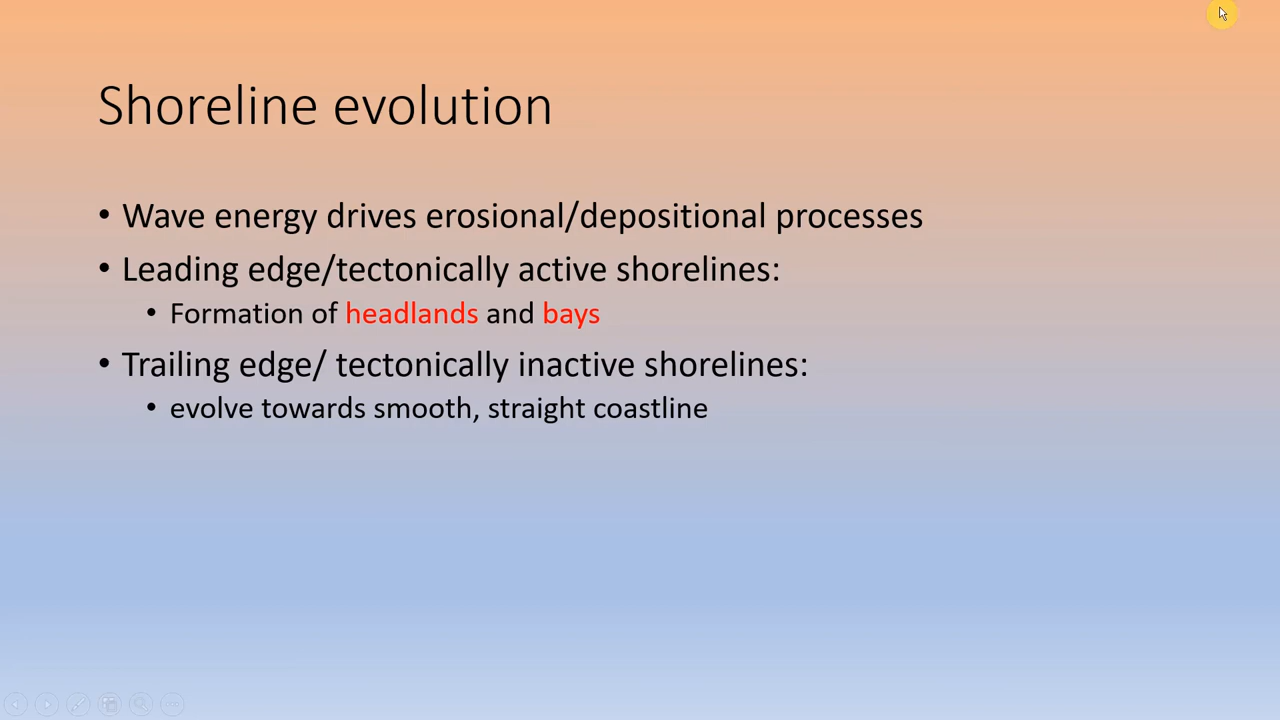 Shoreline evolution
• Wave energy drives erosional/depositional processes
• Leading edge/tectonically active shorelines:
• Formation of headlands and bays
• Trailing edge/ tectonically inactive shorelines:
• evolve towards smooth, straight coastline